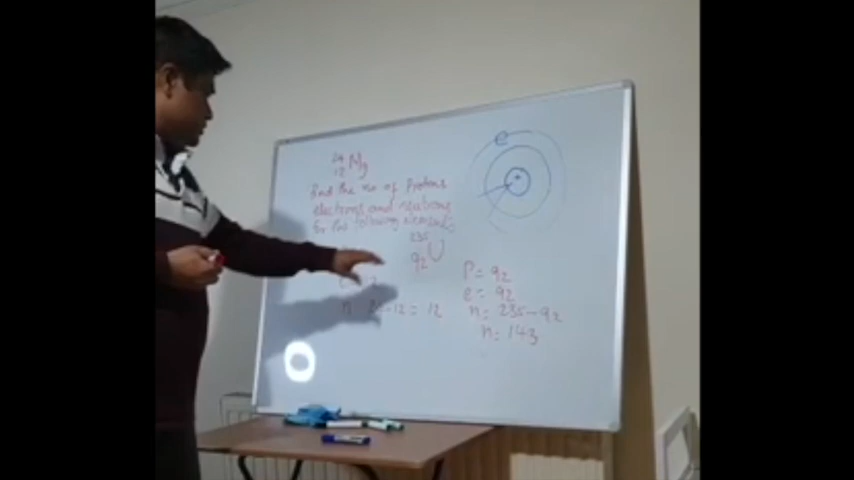 24
12 Mg
find the no of Protons
electrons and neutrons
for the following elements
235
92 U
P = 92
e = 92
n = 235 - 92
n = 143
n 24-12 = 12
e